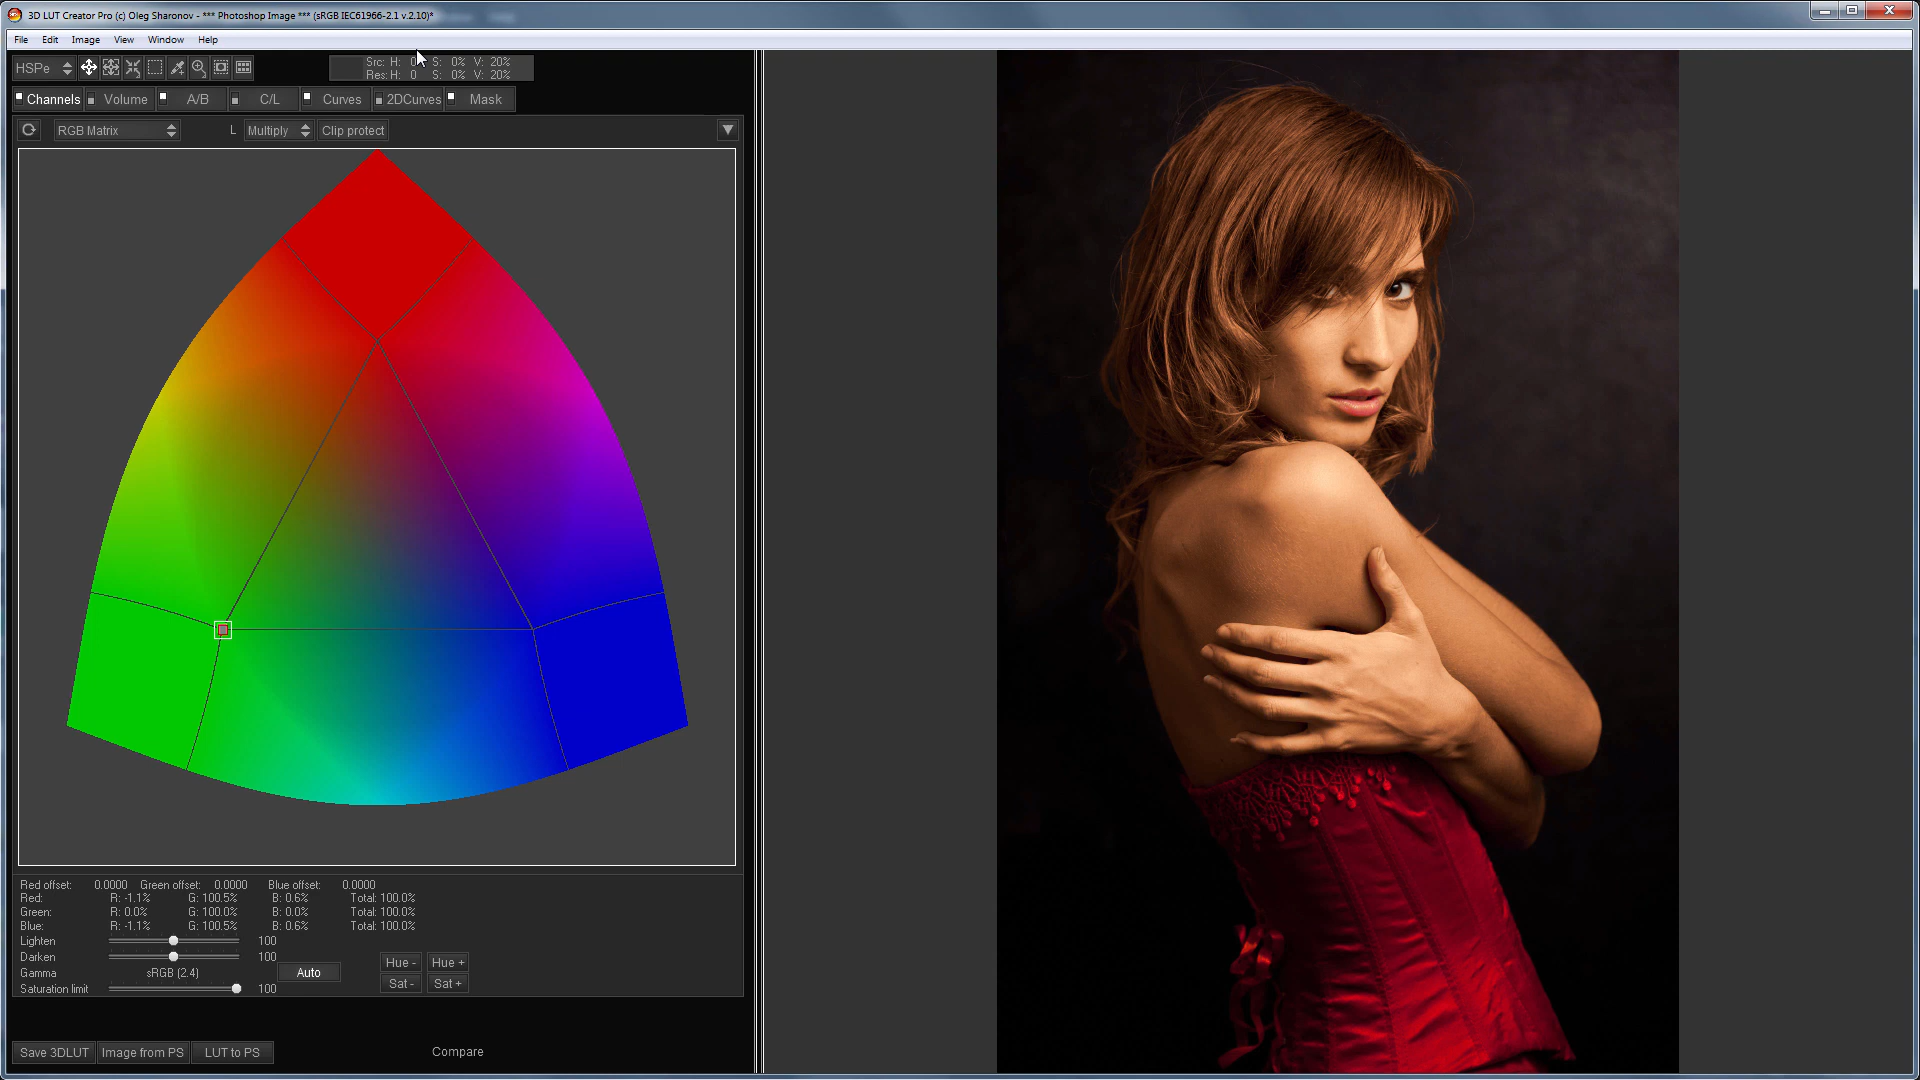 3D LUT Creator Pro (c) Oleg Sharonov - *** Photoshop Image *** (sRGB IEC61966-2.1 v.2.10)*
File Edit Image View Window Help
HSPe
Src: H: 0 S: 0% V: 20%
Res: H: 0 S: 0% V: 20%
Channels Volume A/B C/L Curves 2DCurves Mask
RGB Matrix L Multiply Clip protect
Red offset: 0.0000 Green offset: 0.0000 Blue offset: 0.0000
Red: R: -1.1% G: 100.5% B: 0.6% Total: 100.0%
Green: R: 0.0% G: 100.0% B: 0.0% Total: 100.0%
Blue: R: -1.1% G: 100.5% B: 0.6% Total: 100.0%
Lighten 100
Darken 100
Hue - Hue +
Gamma sRGB (2.4) Auto
Sat - Sat +
Saturation limit 100
Save 3DLUT Image from PS LUT to PS Compare